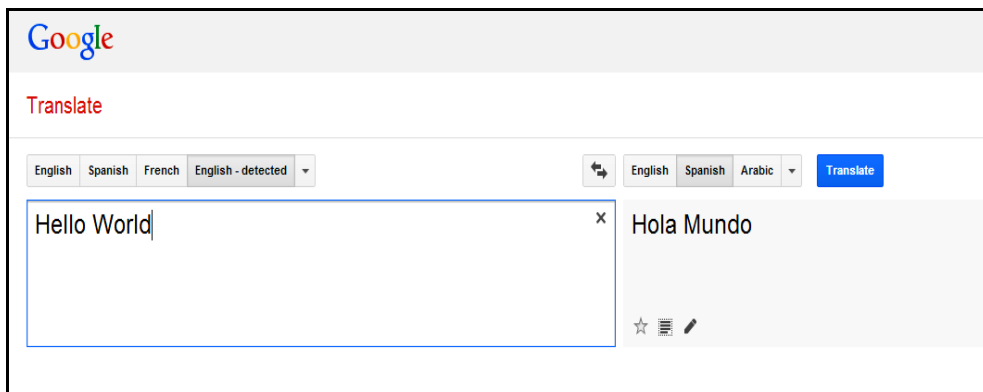 Google
Translate
English Spanish French English - detected English Spanish Arabic Translate
Hello World Hola Mundo